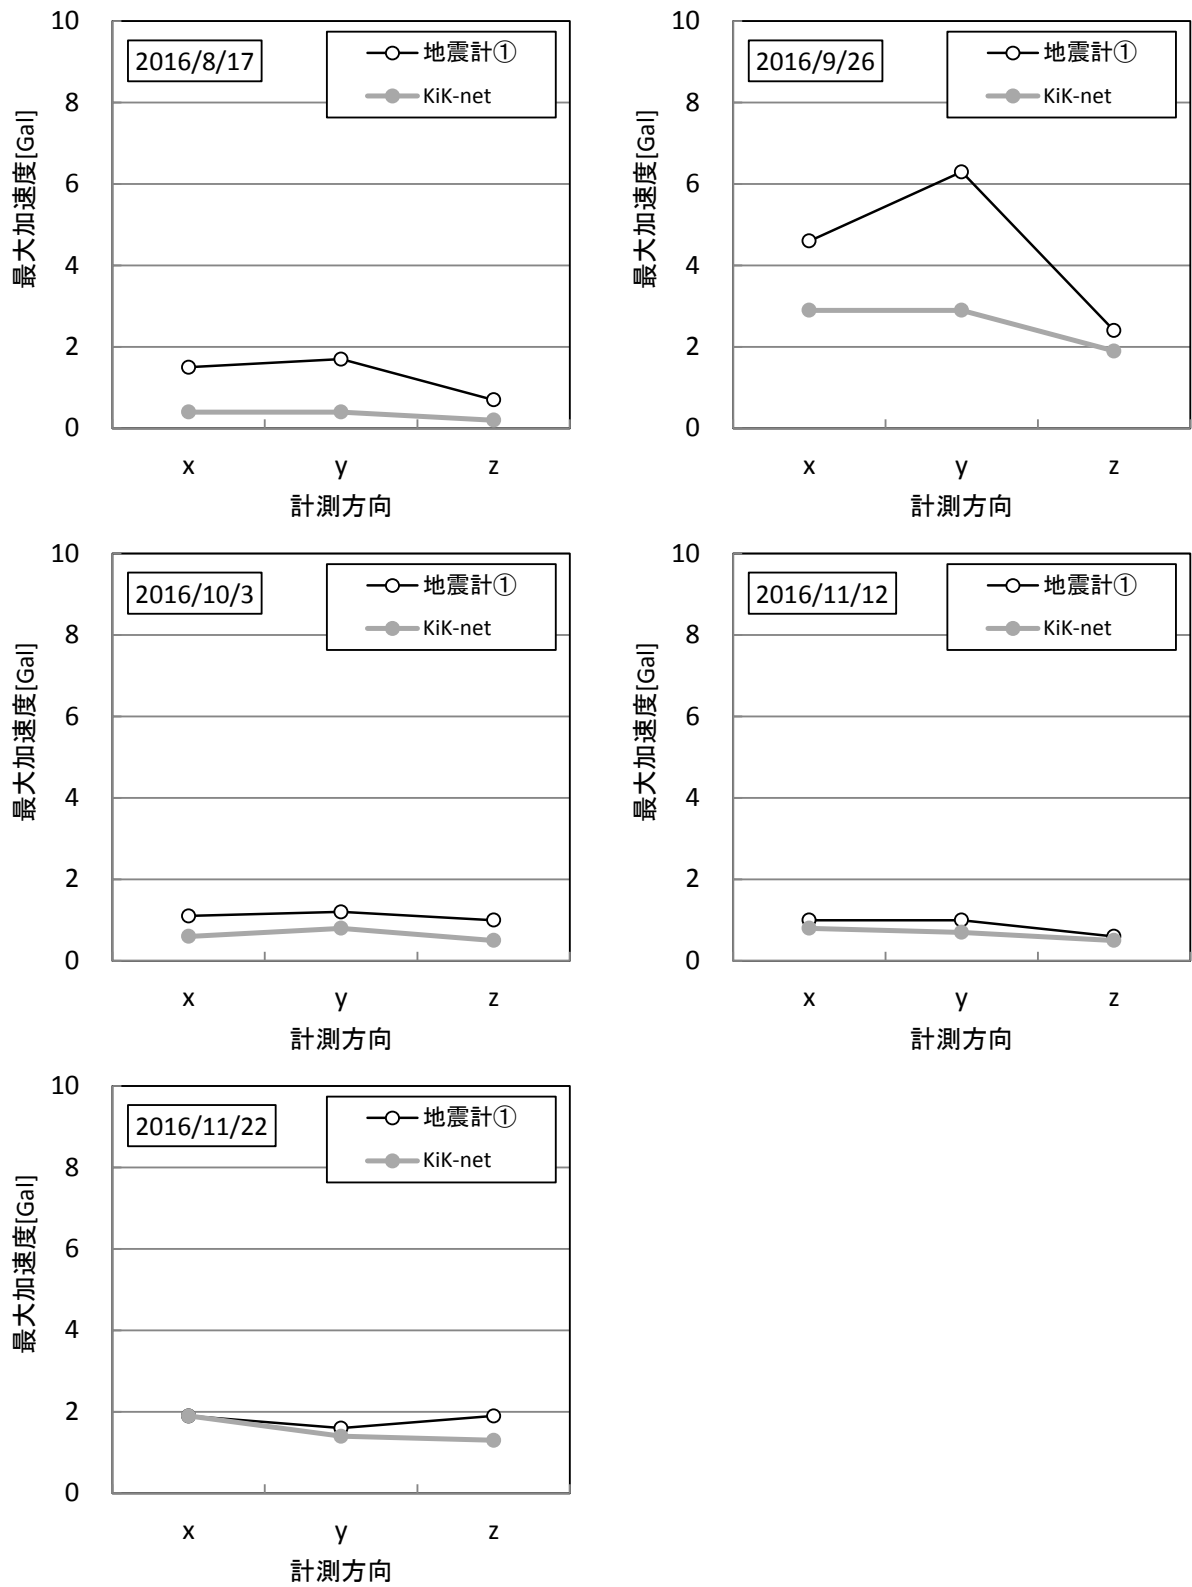 2016/8/17
地震計①
KiK-net
最大加速度[Gal]
10
8
6
4
2
0
x y z
計測方向
2016/9/26
地震計①
KiK-net
最大加速度[Gal]
10
8
6
4
2
0
x y z
計測方向
2016/10/3
地震計①
KiK-net
最大加速度[Gal]
10
8
6
4
2
0
x y z
計測方向
2016/11/12
地震計①
KiK-net
最大加速度[Gal]
10
8
6
4
2
0
x y z
計測方向
2016/11/22
地震計①
KiK-net
最大加速度[Gal]
10
8
6
4
2
0
x y z
計測方向